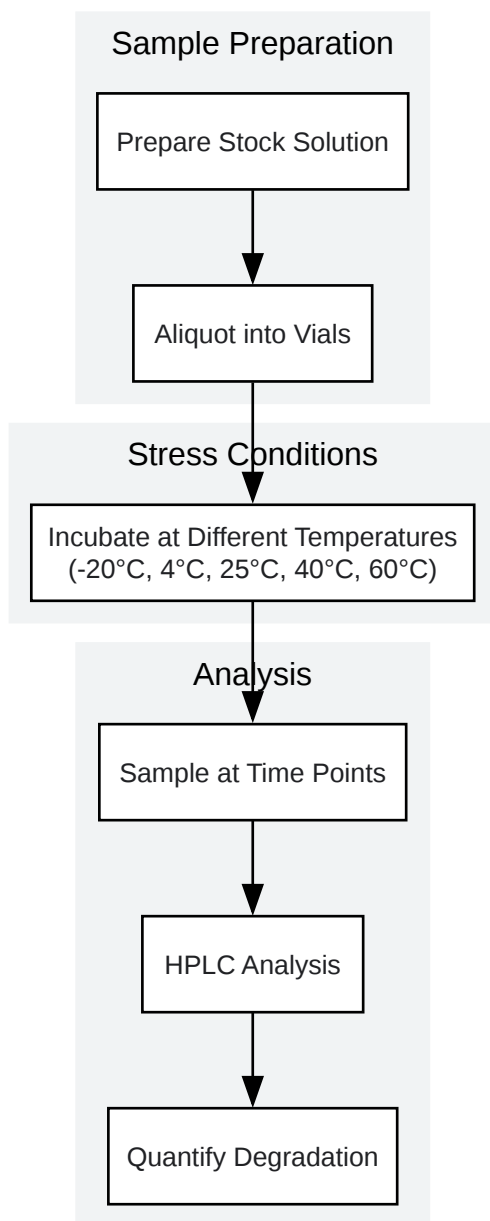 Sample Preparation
Prepare Stock Solution
Aliquot into Vials
Stress Conditions
Incubate at Different Temperatures
(-20°C, 4°C, 25°C, 40°C, 60°C)
Analysis
Sample at Time Points
HPLC Analysis
Quantify Degradation